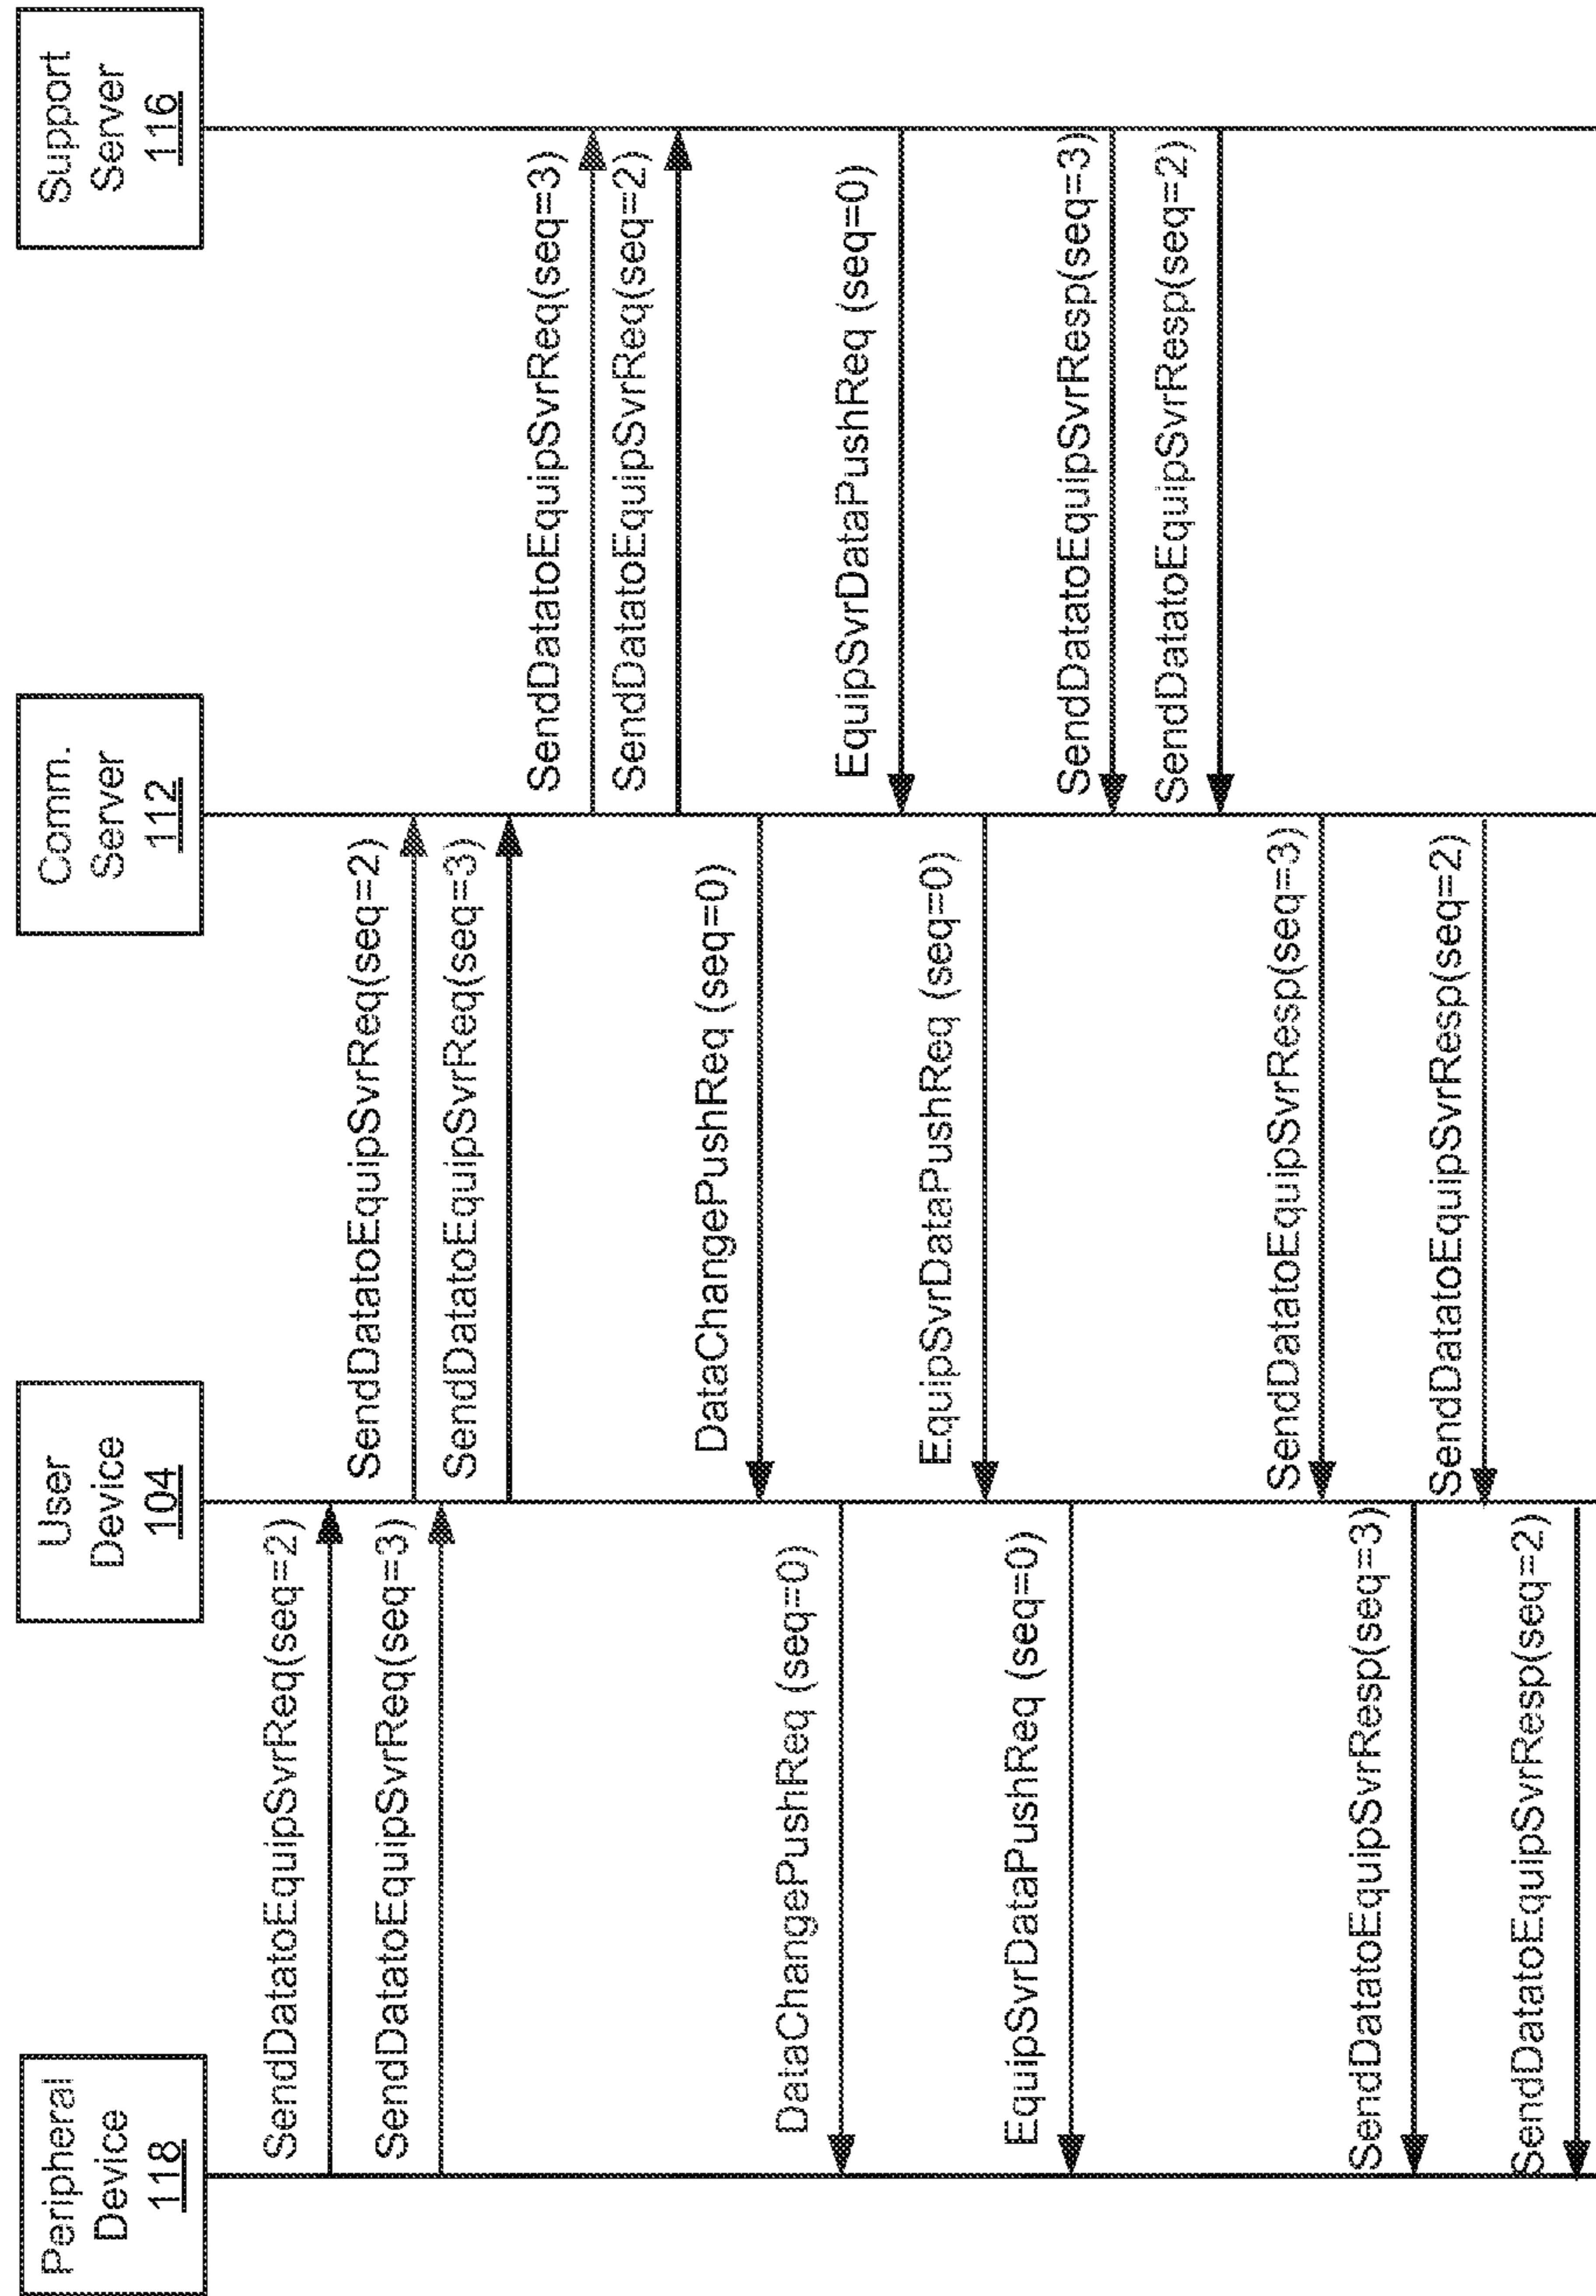 Peripheral
Device
118
User
Device
104
Comm.
Server
112
Support
Server
116
SendDatatoEquipSvrReq(seq=2)
SendDatatoEquipSvrReq(seq=2)
SendDatatoEquipSvrReq(seq=3)
SendDatatoEquipSvrReq(seq=3)
SendDatatoEquipSvrReq(seq=3)
SendDatatoEquipSvrReq(seq=2)
DataChangePushReq (seq=0)
DataChangePushReq (seq=0)
EquipSvrDataPushReq (seq=0)
EquipSvrDataPushReq (seq=0)
EquipSvrDataPushReq (seq=0)
SendDatatoEquipSvrResp(seq=3)
SendDatatoEquipSvrResp(seq=2)
SendDatatoEquipSvrResp(seq=3)
SendDatatoEquipSvrResp(seq=3)
SendDatatoEquipSvrResp(seq=2)
SendDatatoEquipSvrResp(seq=2)